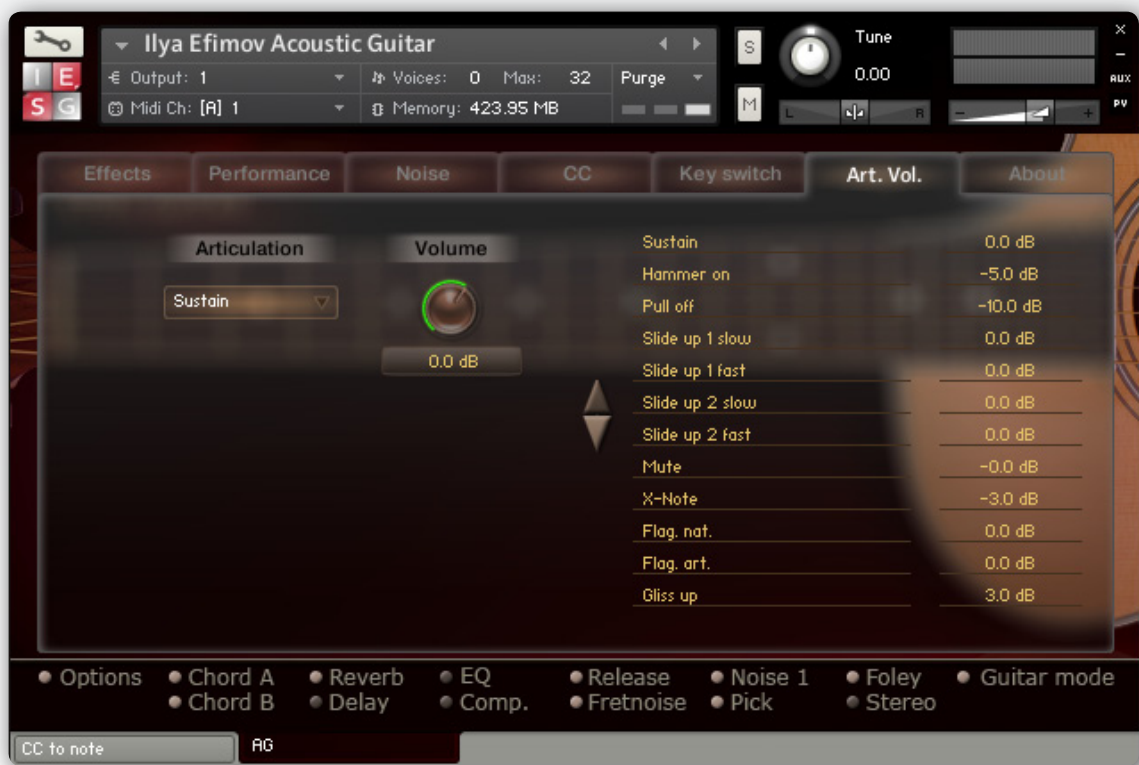 Ilya Efimov Acoustic Guitar
S
Tune
0.00
×
–
AUX
PV
I E,
S G
Output: 1
Voices: 0 Max: 32
Purge
Midi Ch: [A] 1
Memory: 423.95 MB
M
L R
– +
Effects Performance Noise CC Key switch Art. Vol. About
Articulation Volume
Sustain
0.0 dB
Sustain 0.0 dB
Hammer on -5.0 dB
Pull off -10.0 dB
Slide up 1 slow 0.0 dB
Slide up 1 fast 0.0 dB
Slide up 2 slow 0.0 dB
Slide up 2 fast 0.0 dB
Mute -0.0 dB
X-Note -3.0 dB
Flag. nat. 0.0 dB
Flag. art. 0.0 dB
Gliss up 3.0 dB
Options Chord A Reverb EQ Release Noise 1 Foley Guitar mode
Chord B Delay Comp. Fretnoise Pick Stereo
CC to note AG